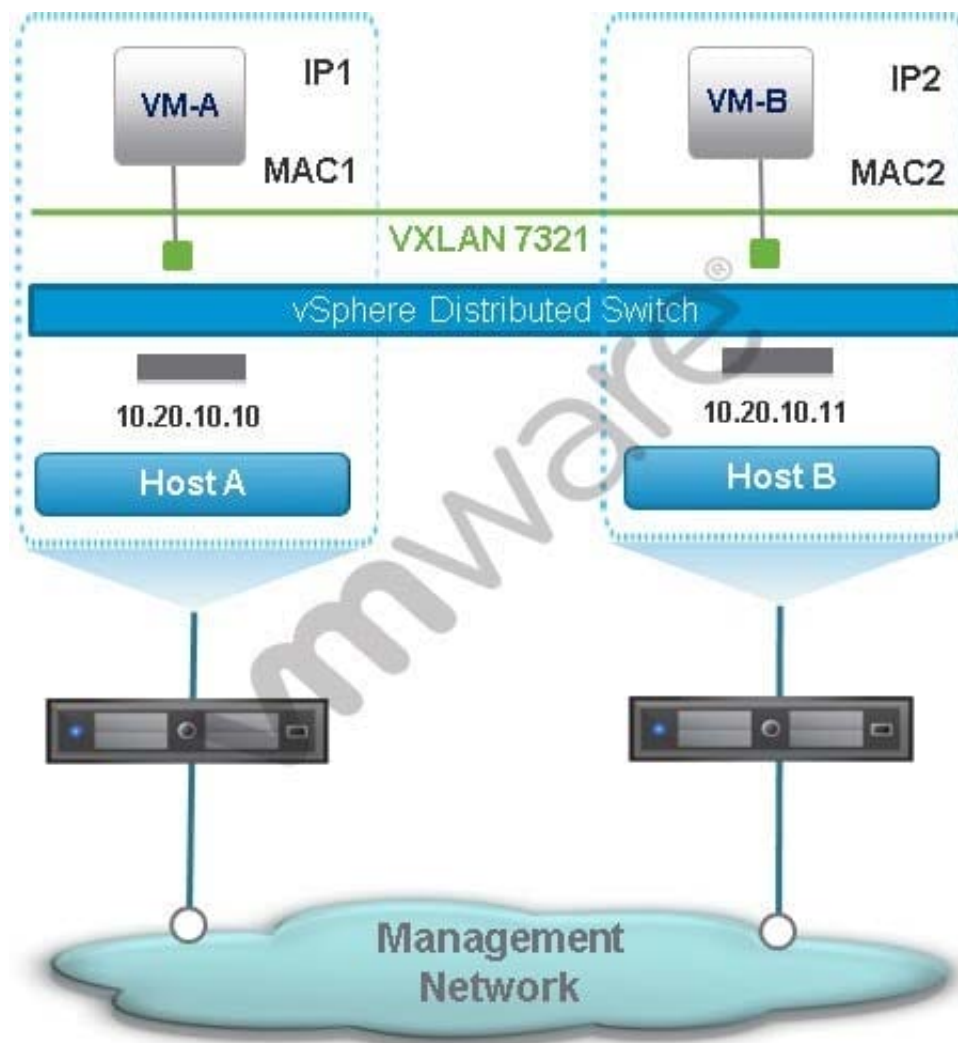 VM-A
IP1
MAC1
VM-B
IP2
MAC2
VXLAN 7321
vSphere Distributed Switch
10.20.10.10
10.20.10.11
Host A
Host B
vmware®
Management
Network